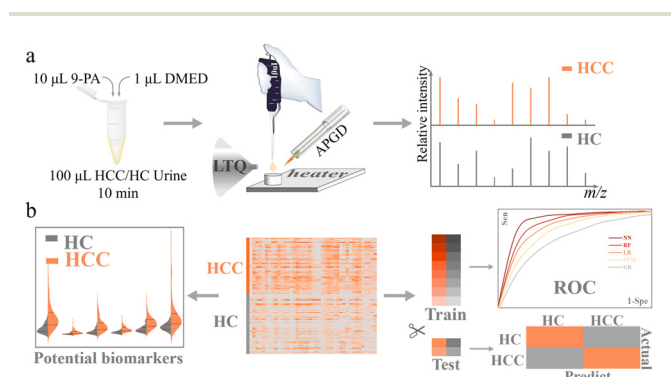 a
10 μL 9-PA
1 μL DMED
100 μL HCC/HC Urine
10 min
LTQ
APGD
heater
Relative intensity
HCC
HC
m/z
b
HC
HCC
Potential biomarkers
HCC
HC
Train
Test
Sen
NN
RF
LR
GB
ROC
1-Spe
HC HCC
HC
HCC
Actual
Predict